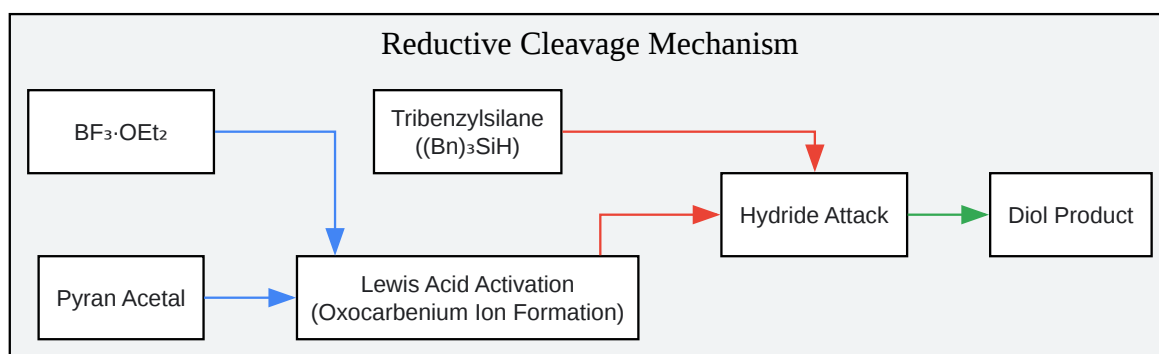 Reductive Cleavage Mechanism
BF₃·OEt₂
Tribenzylsilane
((Bn)₃SiH)
Hydride Attack
Diol Product
Pyran Acetal
Lewis Acid Activation
(Oxocarbenium Ion Formation)